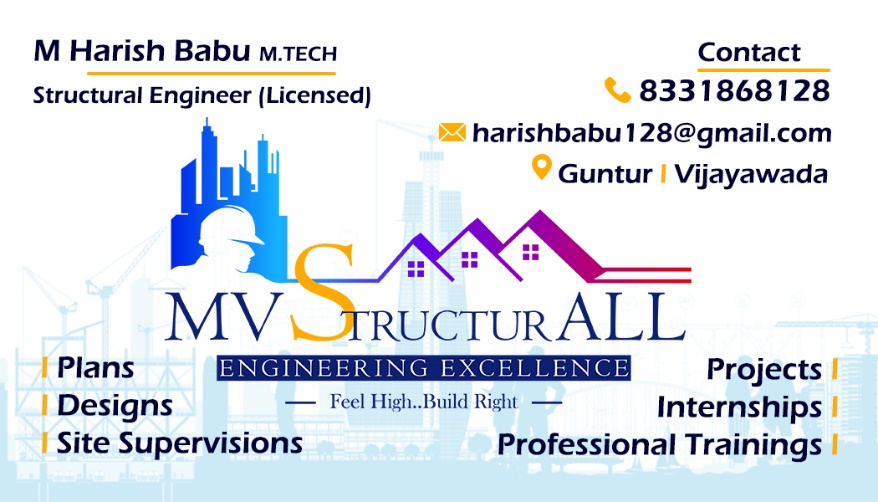 M Harish Babu M.TECH
Structural Engineer (Licensed)
Contact
8331868128
harishbabu128@gmail.com
Guntur | Vijayawada
MV STRUCTURALL
ENGINEERING EXCELLENCE
Feel High..Build Right
| Plans
| Designs
| Site Supervisions
Projects |
Internships |
Professional Trainings |